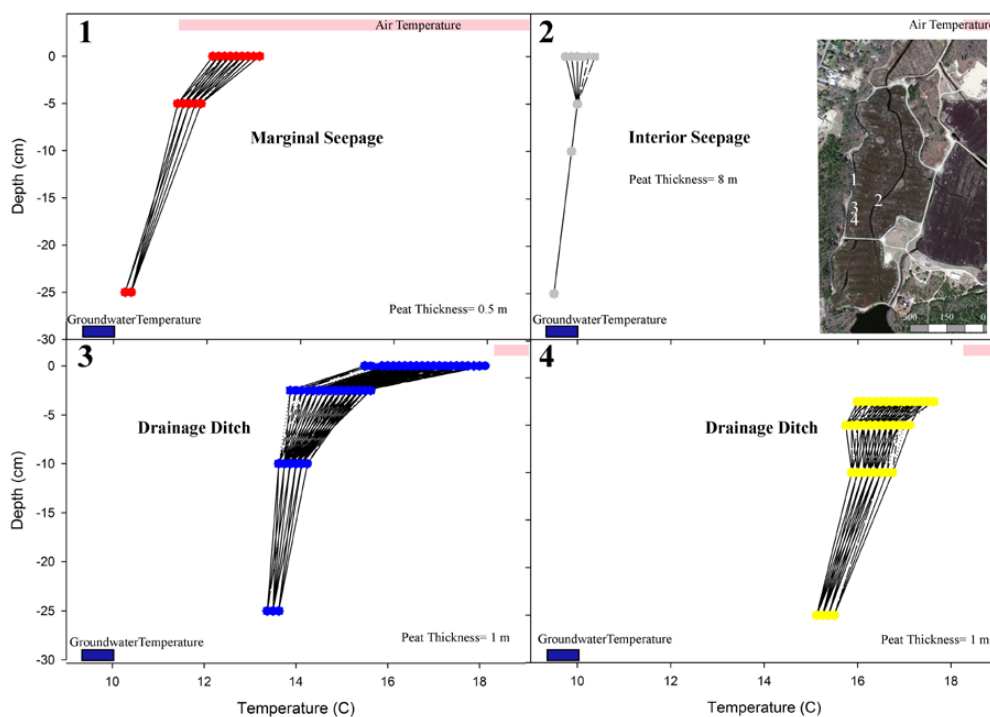 1
Air Temperature
2
Air Temperature
0
-5
-10
-15
-20
-25
-30
Depth (cm)
Marginal Seepage
Interior Seepage
Peat Thickness= 8 m
Peat Thickness= 0.5 m
GroundwaterTemperature
GroundwaterTemperature
1
2
3
4
300 150 0
3
4
0
-5
-10
-15
-20
-25
-30
Depth (cm)
Drainage Ditch
Drainage Ditch
Peat Thickness= 1 m
Peat Thickness= 1 m
GroundwaterTemperature
GroundwaterTemperature
10 12 14 16 18
10 12 14 16 18
Temperature (C)
Temperature (C)